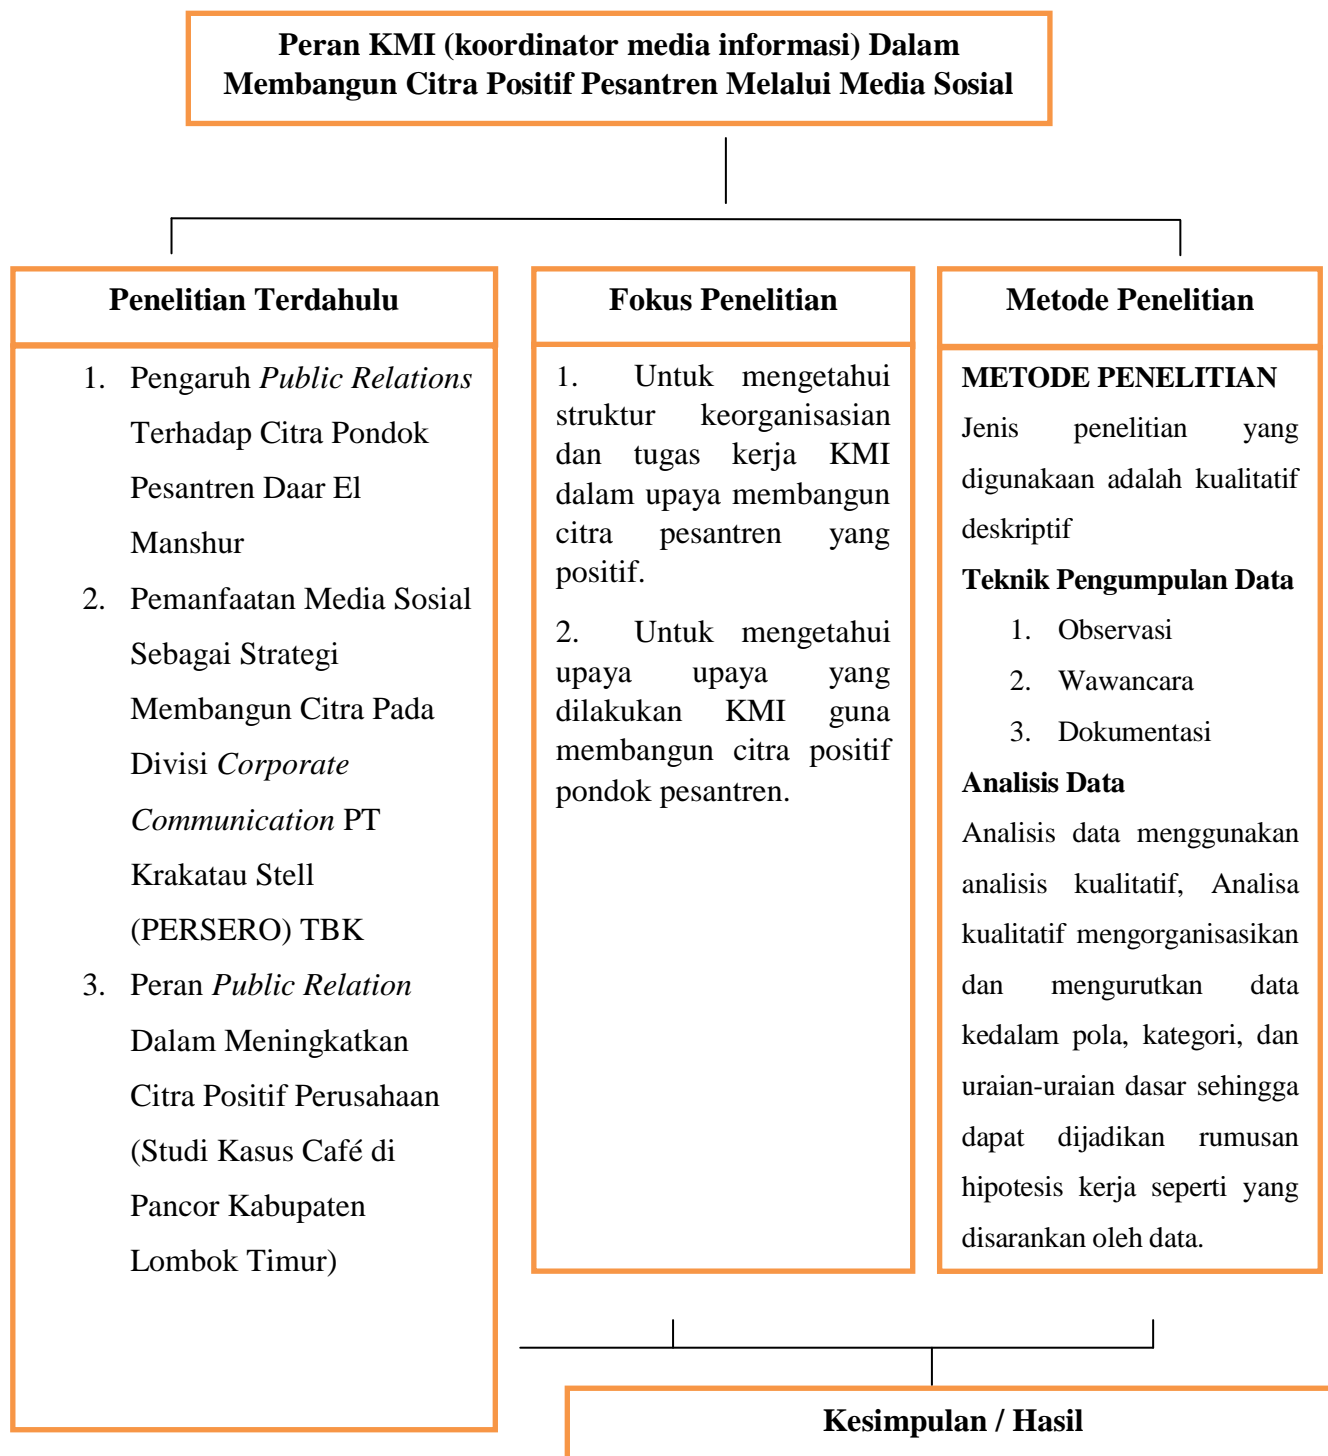 Peran KMI (koordinator media informasi) Dalam
Membangun Citra Positif Pesantren Melalui Media Sosial
Penelitian Terdahulu
1. Pengaruh Public Relations
Terhadap Citra Pondok
Pesantren Daar El
Manshur
2. Pemanfaatan Media Sosial
Sebagai Strategi
Membangun Citra Pada
Divisi Corporate
Communication PT
Krakatau Stell
(PERSERO) TBK
3. Peran Public Relation
Dalam Meningkatkan
Citra Positif Perusahaan
(Studi Kasus Café di
Pancor Kabupaten
Lombok Timur)
Fokus Penelitian
1. Untuk mengetahui
struktur keorganisasian
dan tugas kerja KMI
dalam upaya membangun
citra pesantren yang
positif.
2. Untuk mengetahui
upaya upaya yang
dilakukan KMI guna
membangun citra positif
pondok pesantren.
Metode Penelitian
METODE PENELITIAN
Jenis penelitian yang
digunakaan adalah kualitatif
deskriptif
Teknik Pengumpulan Data
1. Observasi
2. Wawancara
3. Dokumentasi
Analisis Data
Analisis data menggunakan
analisis kualitatif, Analisa
kualitatif mengorganisasikan
dan mengurutkan data
kedalam pola, kategori, dan
uraian-uraian dasar sehingga
dapat dijadikan rumusan
hipotesis kerja seperti yang
disarankan oleh data.
Kesimpulan / Hasil